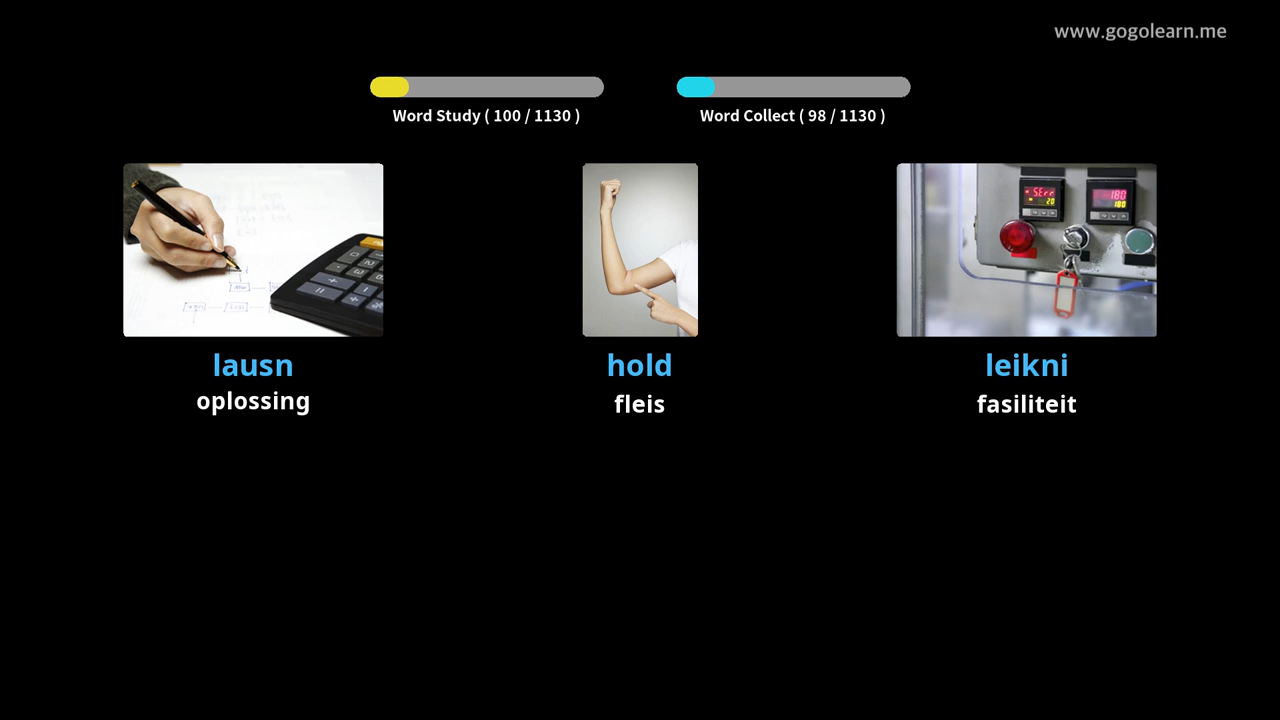 www.gogolearn.me
Word Study ( 100 / 1130 )
Word Collect ( 98 / 1130 )
lausn
oplossing
hold
fleis
leikni
fasiliteit